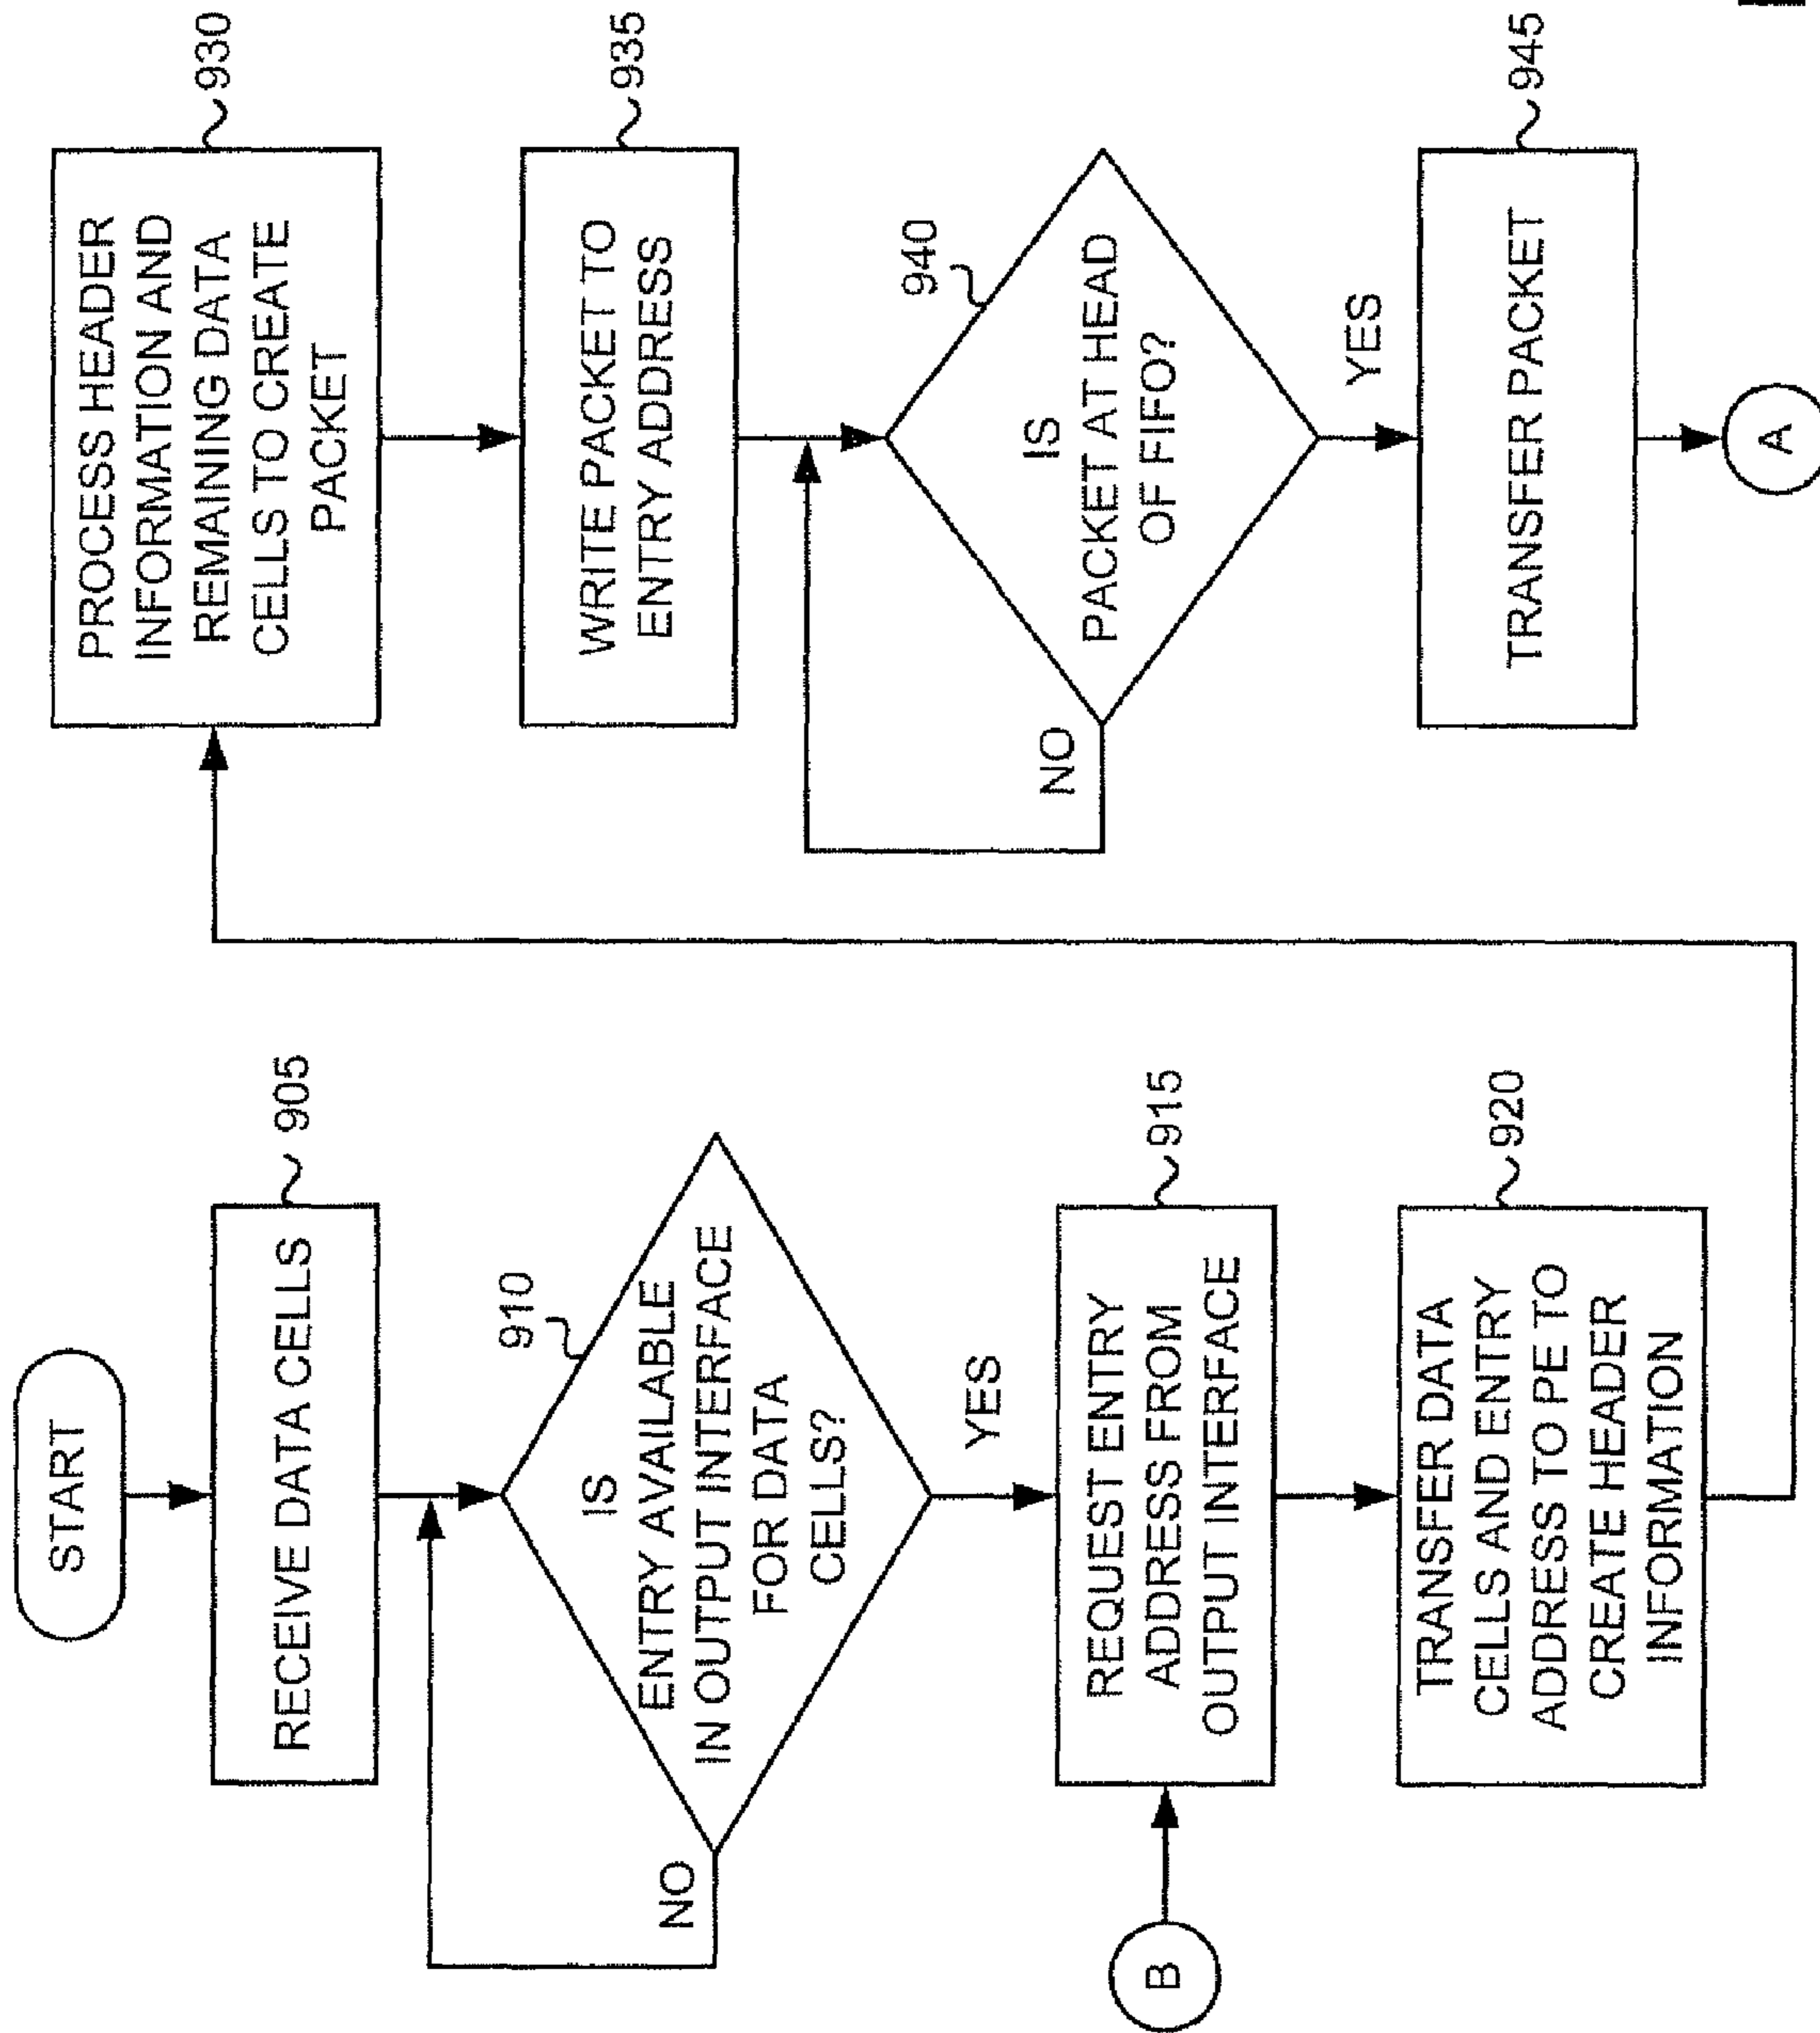 START
RECEIVE DATA CELLS
905
910
IS
ENTRY AVAILABLE
IN OUTPUT INTERFACE
FOR DATA
CELLS?
NO
YES
B
REQUEST ENTRY
ADDRESS FROM
OUTPUT INTERFACE
915
TRANSFER DATA
CELLS AND ENTRY
ADDRESS TO PE TO
CREATE HEADER
INFORMATION
920
PROCESS HEADER
INFORMATION AND
REMAINING DATA
CELLS TO CREATE
PACKET
930
WRITE PACKET TO
ENTRY ADDRESS
935
940
IS
PACKET AT HEAD
OF FIFO?
NO
YES
TRANSFER PACKET
945
A